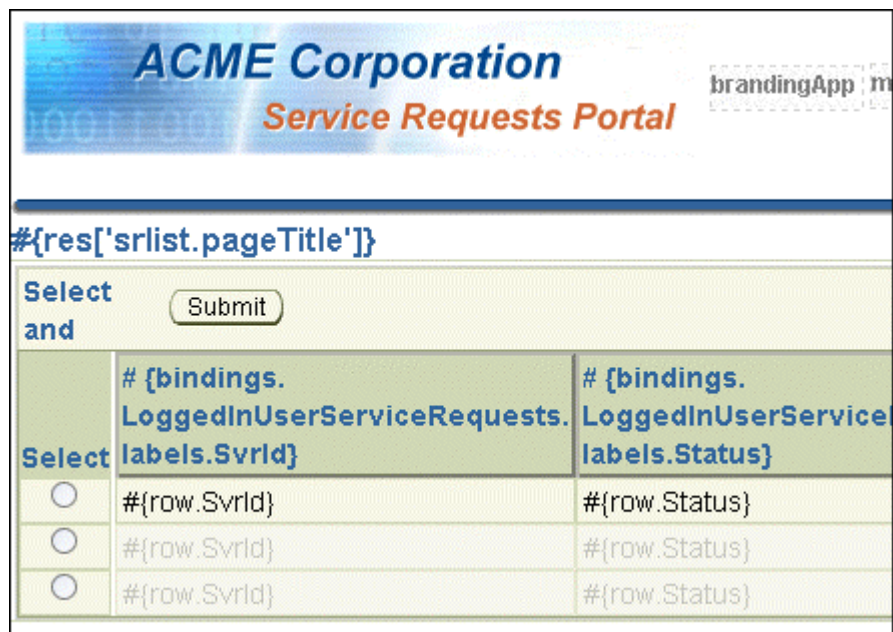 ACME Corporation
Service Requests Portal
brandingApp
#{res['srlist.pageTitle']}
Select
and
Submit
Select
# {bindings.
LoggedInUserServiceRequests.
labels.SvrId}
# {bindings.
LoggedInUserService
labels.Status}
#{row.SvrId} #{row.Status}
#{row.SvrId} #{row.Status}
#{row.SvrId} #{row.Status}